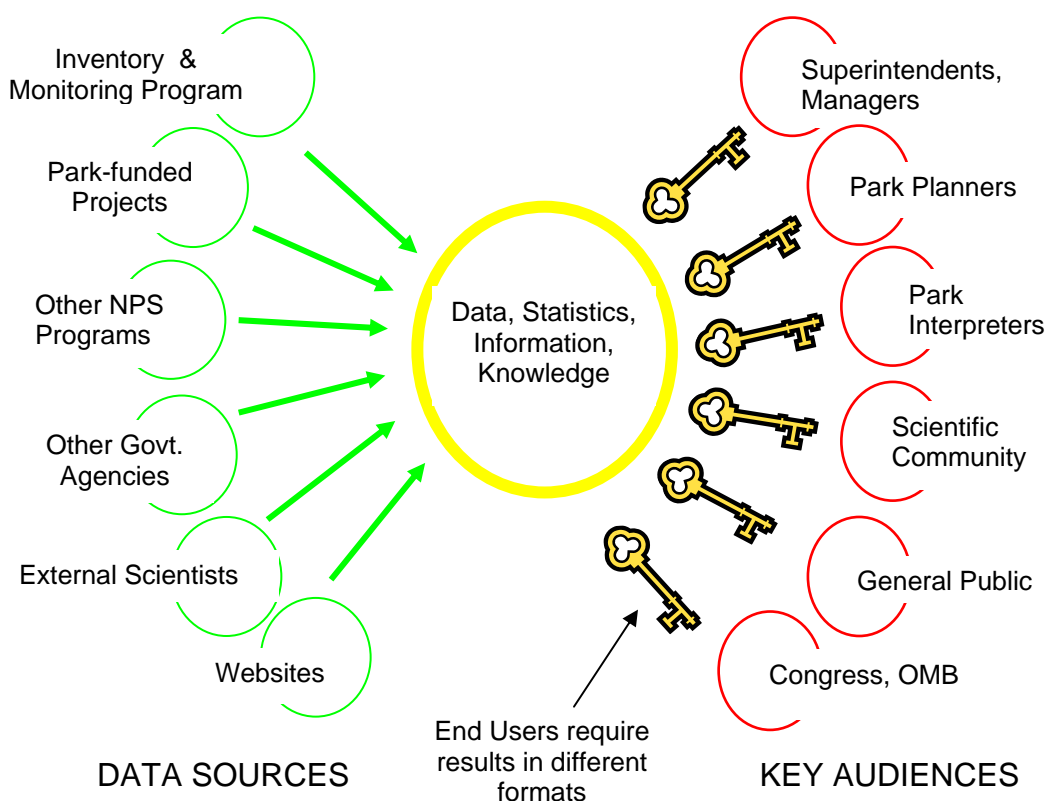 Inventory &
Monitoring Program
Park-funded
Projects
Other NPS
Programs
Other Govt.
Agencies
External Scientists
Websites
DATA SOURCES
Data, Statistics,
Information,
Knowledge
End Users require
results in different
formats
Superintendents,
Managers
Park Planners
Park
Interpreters
Scientific
Community
General Public
Congress, OMB
KEY AUDIENCES